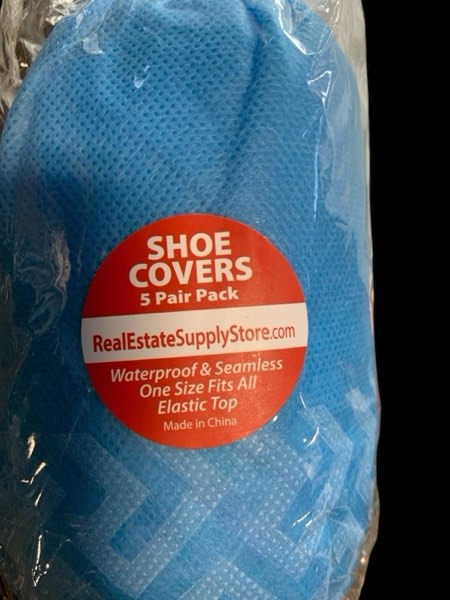 SHOE
COVERS
5 Pair Pack
RealEstateSupplyStore.com
Waterproof & Seamless
One Size Fits All
Elastic Top
Made in China